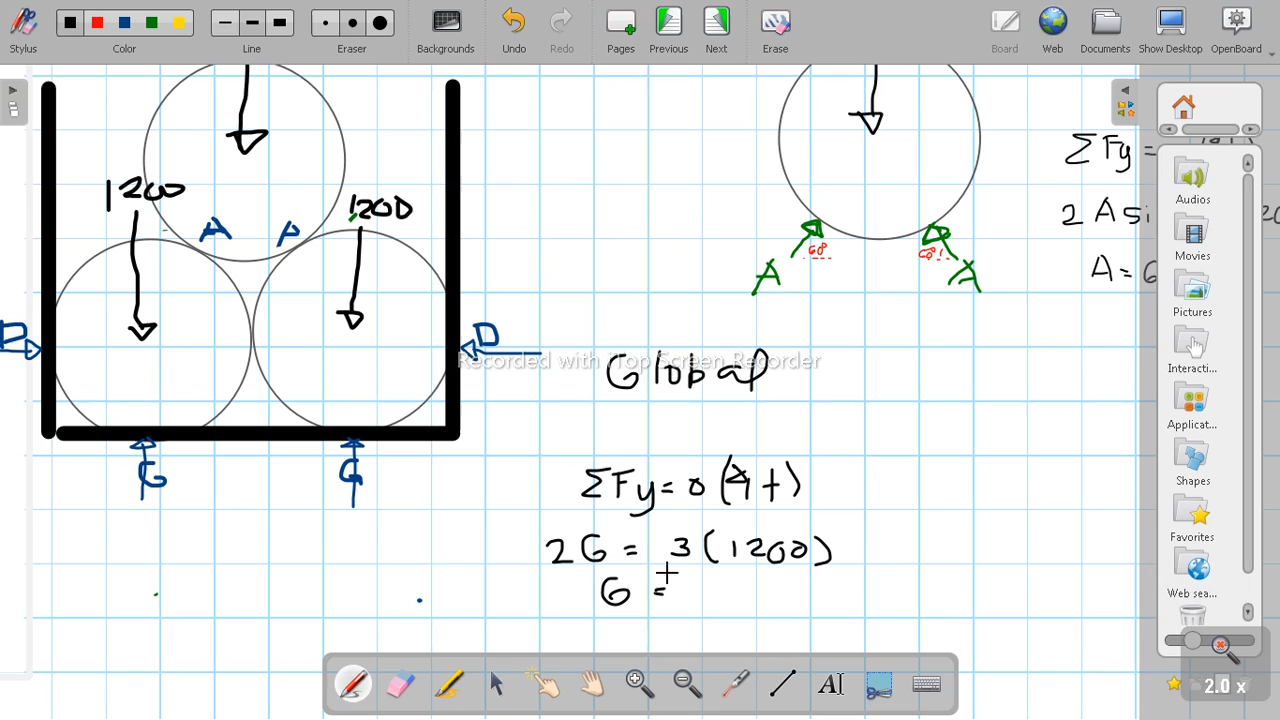 Stylus
Color
Line
Eraser
Backgrounds
Undo
Redo
Pages
Previous
Next
Erase
Board
Web
Documents
Show Desktop
OpenBoard
1200
1200
A
A
D
D
G
G
60°
60°
A
A
ΣFy =
2 A si
A = 6
Recorded with iTop Screen Recorder
Global
ΣFy = 0 ( + )
2G = 3 (1200)
G =
Audios
Movies
Pictures
Interacti...
Applicat...
Shapes
Favorites
Web sea...
2.0 x